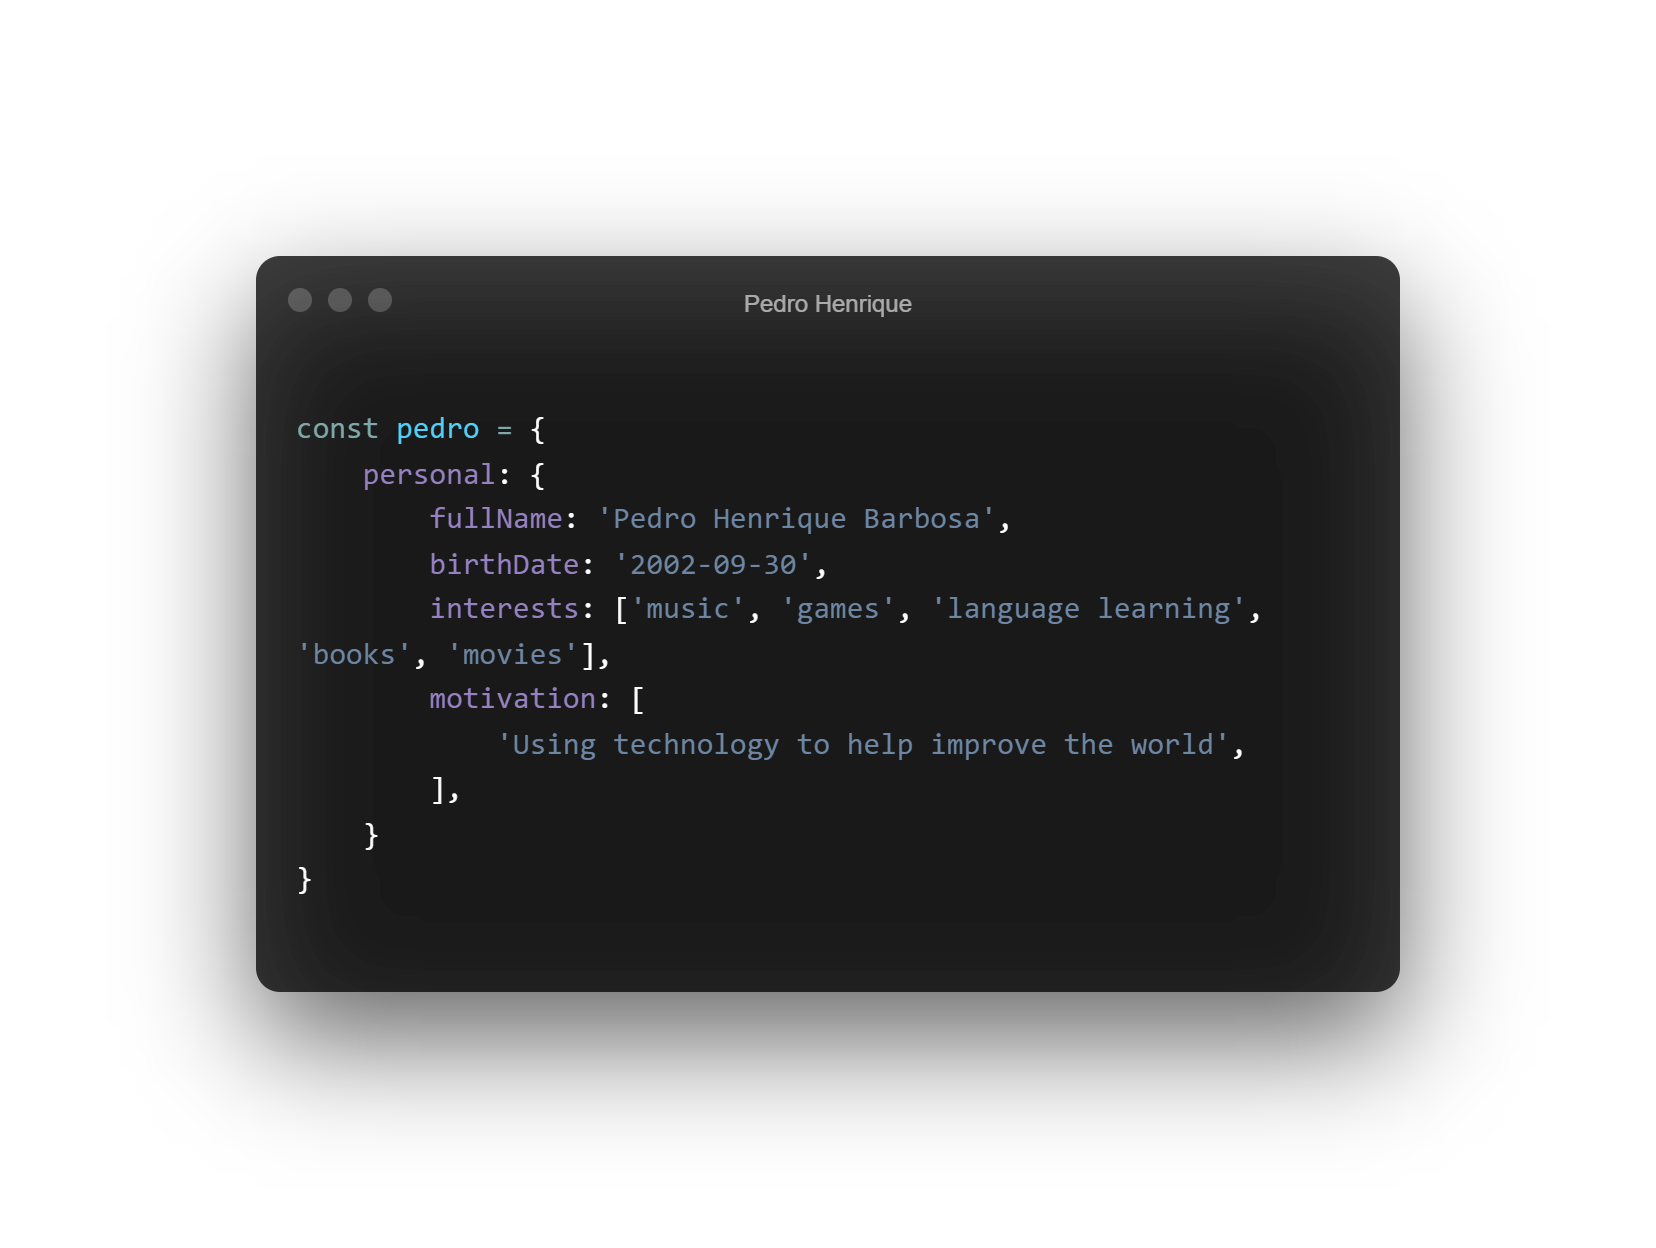 Pedro Henrique
const pedro = {
    personal: {
        fullName: 'Pedro Henrique Barbosa',
        birthDate: '2002-09-30',
        interests: ['music', 'games', 'language learning',
'books', 'movies'],
        motivation: [
            'Using technology to help improve the world',
        ],
    }
}